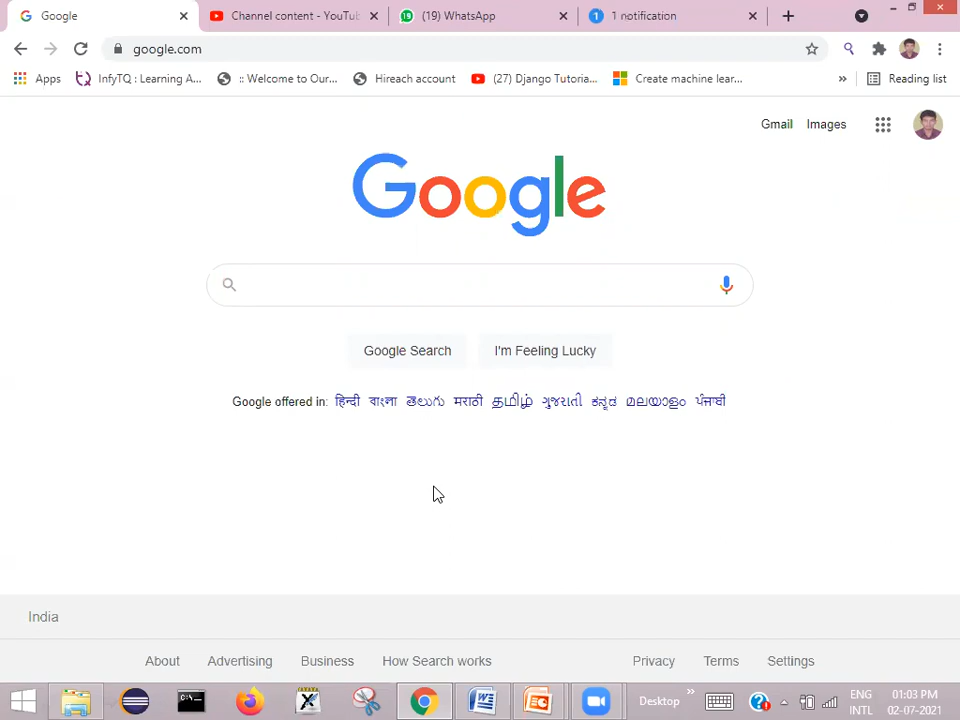 Google
Channel content - YouTub
(19) WhatsApp
1 notification
google.com
Apps
InfyTQ : Learning A...
:: Welcome to Our...
Hireach account
(27) Django Tutoria...
Create machine lear...
»
Reading list
Gmail
Images
Google
Google Search
I'm Feeling Lucky
Google offered in: हिन्दी বাংলা తెలుగు मराठी தமிழ் ગુજરાતી ಕನ್ನಡ മലയാളം ਪੰਜਾਬੀ
India
About
Advertising
Business
How Search works
Privacy
Terms
Settings
Desktop
»
ENG
INTL
01:03 PM
02-07-2021